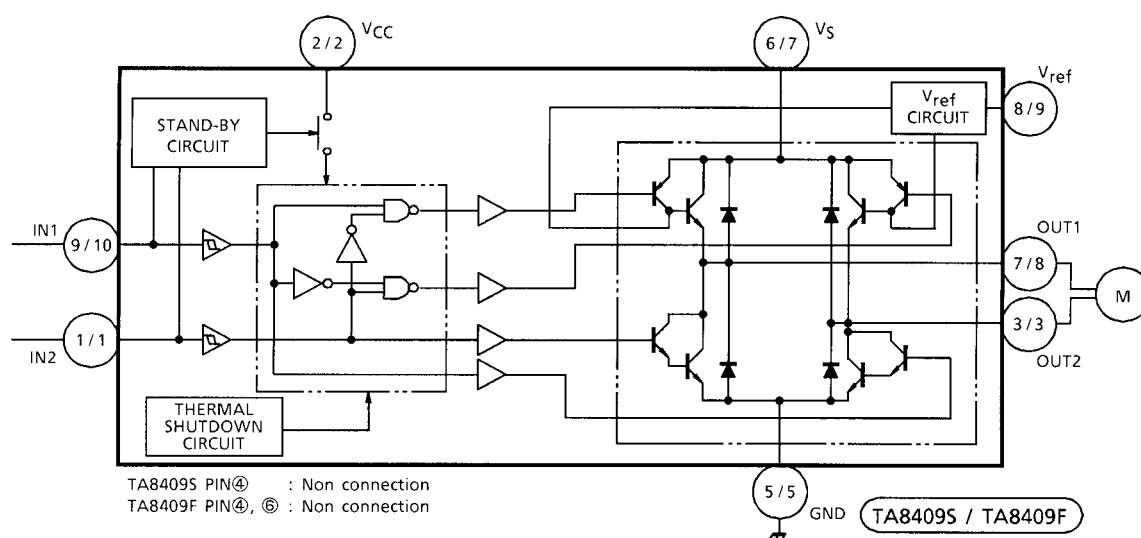 2 / 2
VCC
6 / 7
VS
Vref
8 / 9
STAND-BY
CIRCUIT
Vref
CIRCUIT
IN1
9 / 10
OUT1
7 / 8
M
IN2
1 / 1
3 / 3
OUT2
THERMAL
SHUTDOWN
CIRCUIT
TA8409S PIN④ : Non connection
TA8409F PIN④, ⑥ : Non connection
5 / 5
GND
TA8409S / TA8409F